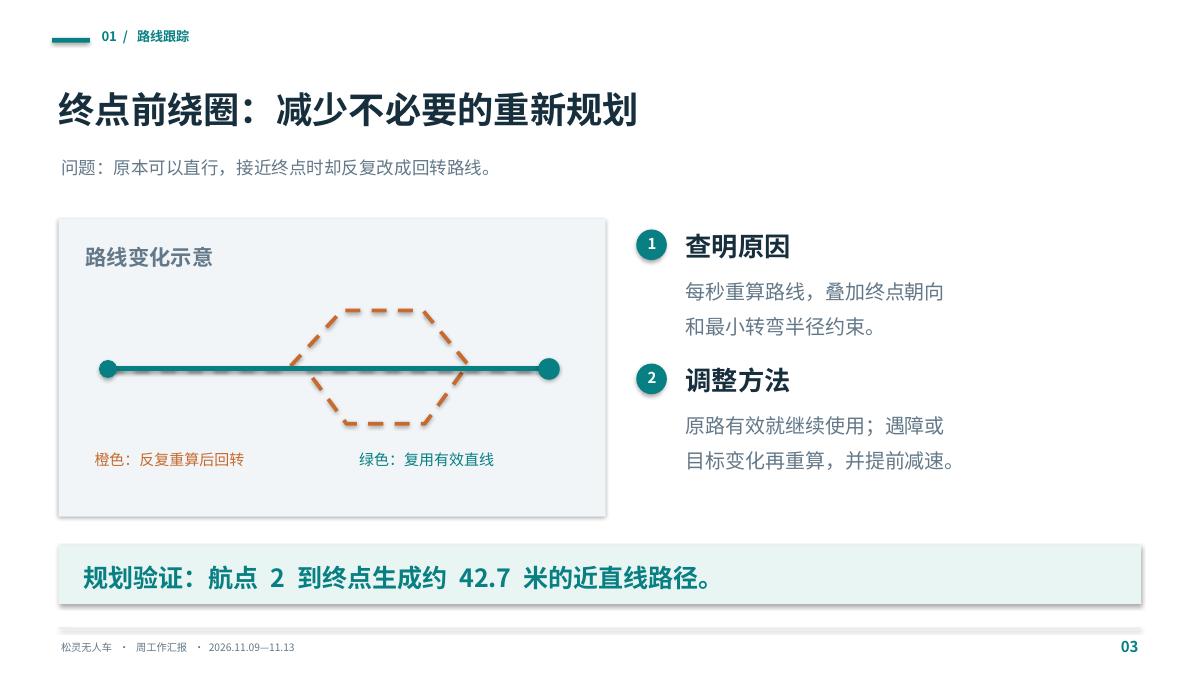 01 / 路线跟踪
终点前绕圈：减少不必要的重新规划
问题：原本可以直行，接近终点时却反复改成回转路线。
路线变化示意
橙色：反复重算后回转
绿色：复用有效直线
1 查明原因
每秒重算路线，叠加终点朝向
和最小转弯半径约束。
2 调整方法
原路有效就继续使用；遇障或
目标变化再重算，并提前减速。
规划验证：航点 2 到终点生成约 42.7 米的近直线路径。
松灵无人车 · 周工作汇报 · 2026.11.09—11.13
03